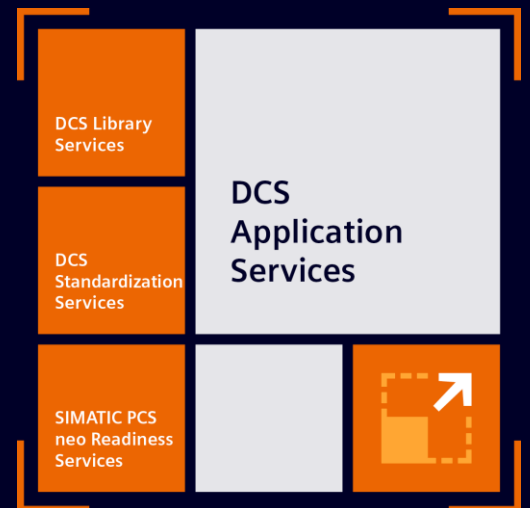 DCS Library
Services
DCS
Application
Services
DCS
Standardization
Services
SIMATIC PCS
neo Readiness
Services